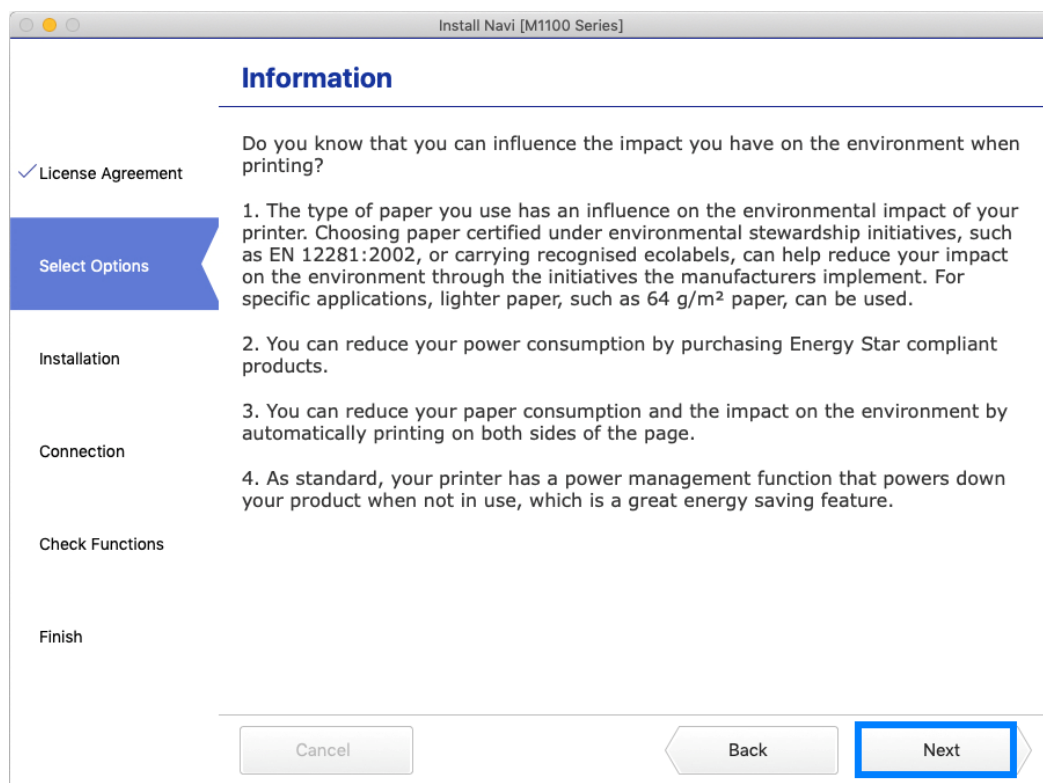 Install Navi [M1100 Series]
Information
Do you know that you can influence the impact you have on the environment when
printing?
License Agreement
1. The type of paper you use has an influence on the environmental impact of your
printer. Choosing paper certified under environmental stewardship initiatives, such
as EN 12281:2002, or carrying recognised ecolabels, can help reduce your impact
on the environment through the initiatives the manufacturers implement. For
specific applications, lighter paper, such as 64 g/m² paper, can be used.
Select Options
2. You can reduce your power consumption by purchasing Energy Star compliant
products.
Installation
3. You can reduce your paper consumption and the impact on the environment by
automatically printing on both sides of the page.
Connection
4. As standard, your printer has a power management function that powers down
your product when not in use, which is a great energy saving feature.
Check Functions
Finish
Cancel
Back
Next